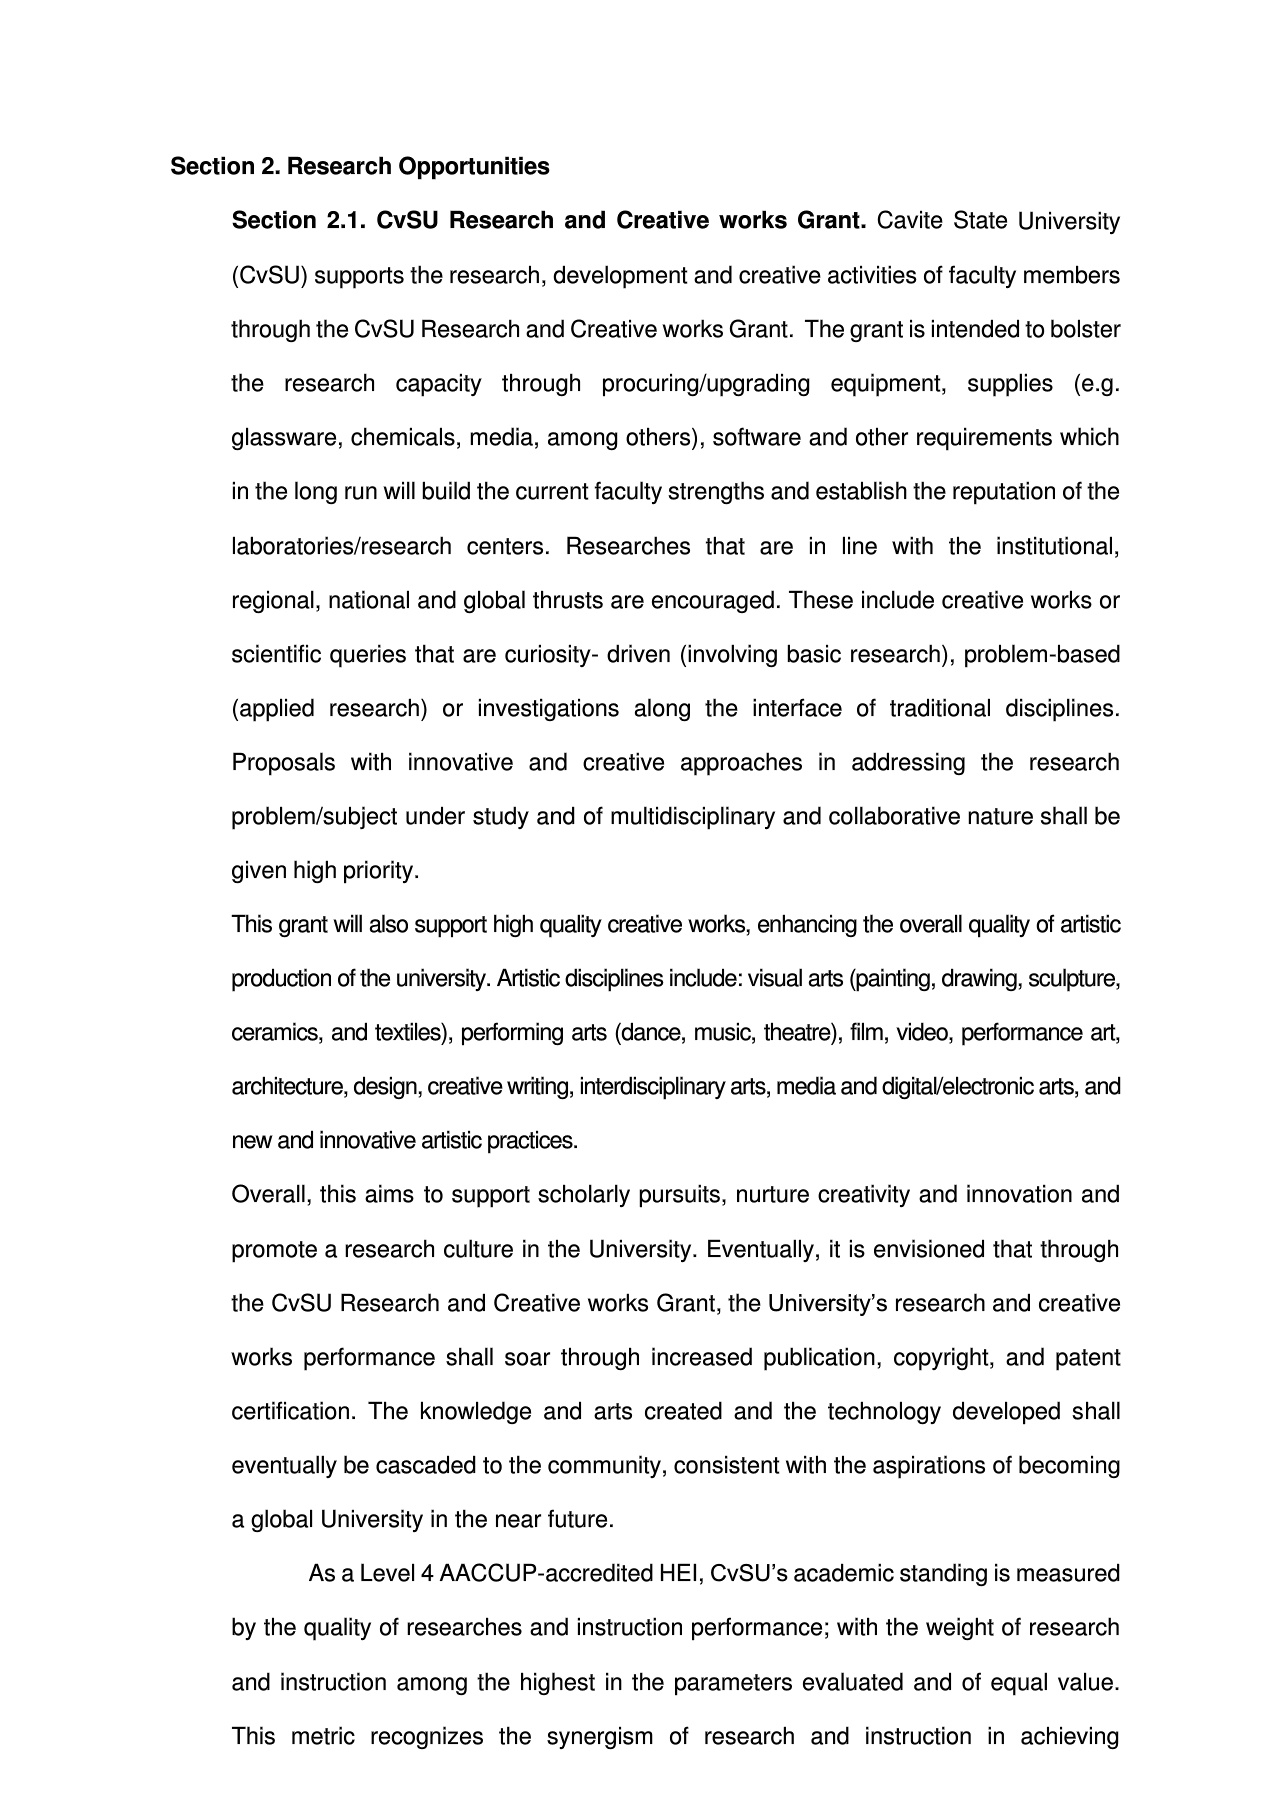 Section 2. Research Opportunities
Section 2.1. CvSU Research and Creative works Grant. Cavite State University
(CvSU) supports the research, development and creative activities of faculty members
through the CvSU Research and Creative works Grant.  The grant is intended to bolster
the research capacity through procuring/upgrading equipment, supplies (e.g.
glassware, chemicals, media, among others), software and other requirements which
in the long run will build the current faculty strengths and establish the reputation of the
laboratories/research centers. Researches that are in line with the institutional,
regional, national and global thrusts are encouraged. These include creative works or
scientific queries that are curiosity- driven (involving basic research), problem-based
(applied research) or investigations along the interface of traditional disciplines.
Proposals with innovative and creative approaches in addressing the research
problem/subject under study and of multidisciplinary and collaborative nature shall be
given high priority.
This grant will also support high quality creative works, enhancing the overall quality of artistic
production of the university. Artistic disciplines include: visual arts (painting, drawing, sculpture,
ceramics, and textiles), performing arts (dance, music, theatre), film, video, performance art,
architecture, design, creative writing, interdisciplinary arts, media and digital/electronic arts, and
new and innovative artistic practices.
Overall, this aims to support scholarly pursuits, nurture creativity and innovation and
promote a research culture in the University. Eventually, it is envisioned that through
the CvSU Research and Creative works Grant, the University’s research and creative
works performance shall soar through increased publication, copyright, and patent
certification. The knowledge and arts created and the technology developed shall
eventually be cascaded to the community, consistent with the aspirations of becoming
a global University in the near future.
As a Level 4 AACCUP-accredited HEI, CvSU’s academic standing is measured
by the quality of researches and instruction performance; with the weight of research
and instruction among the highest in the parameters evaluated and of equal value.
This metric recognizes the synergism of research and instruction in achieving